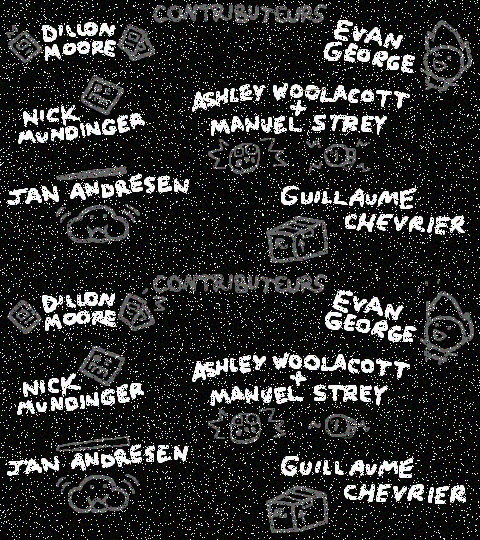 CONTRIBUTEURS
DILLON
MOORE
EVAN
GEORGE
NICK
MUNDINGER
ASHLEY WOOLACOTT
+
MANUEL STREY
JAN ANDRESEN
GUILLAUME
CHEVRIER
CONTRIBUTEURS
DILLON
MOORE
EVAN
GEORGE
NICK
MUNDINGER
ASHLEY WOOLACOTT
+
MANUEL STREY
JAN ANDRESEN
GUILLAUME
CHEVRIER